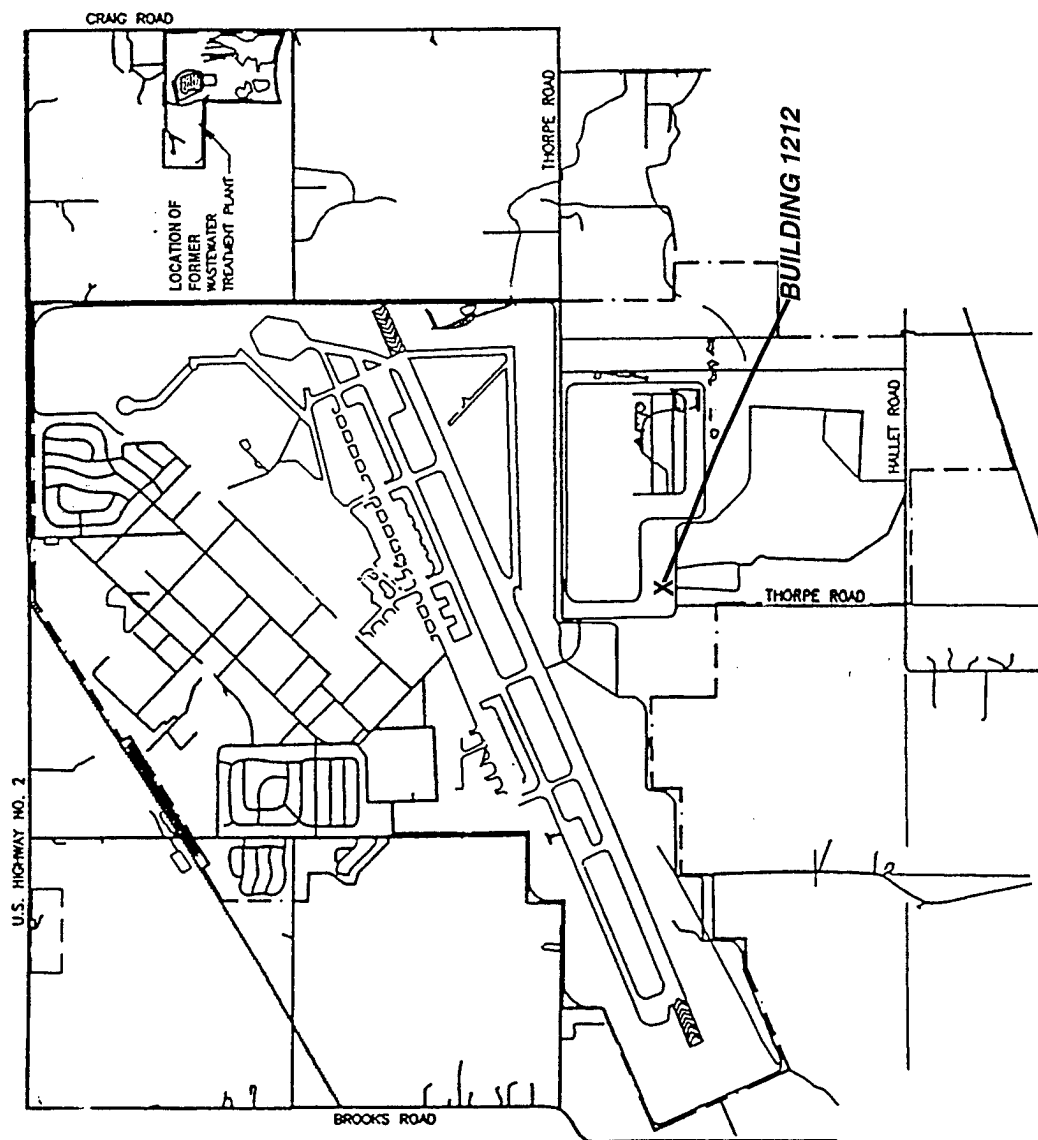 CRAIG ROAD
U.S. HIGHWAY NO. 2
LOCATION OF
FORMER
WASTEWATER
TREATMENT PLANT
THORPE ROAD
BUILDING 1212
X
HALLET ROAD
THORPE ROAD
BROOKS ROAD